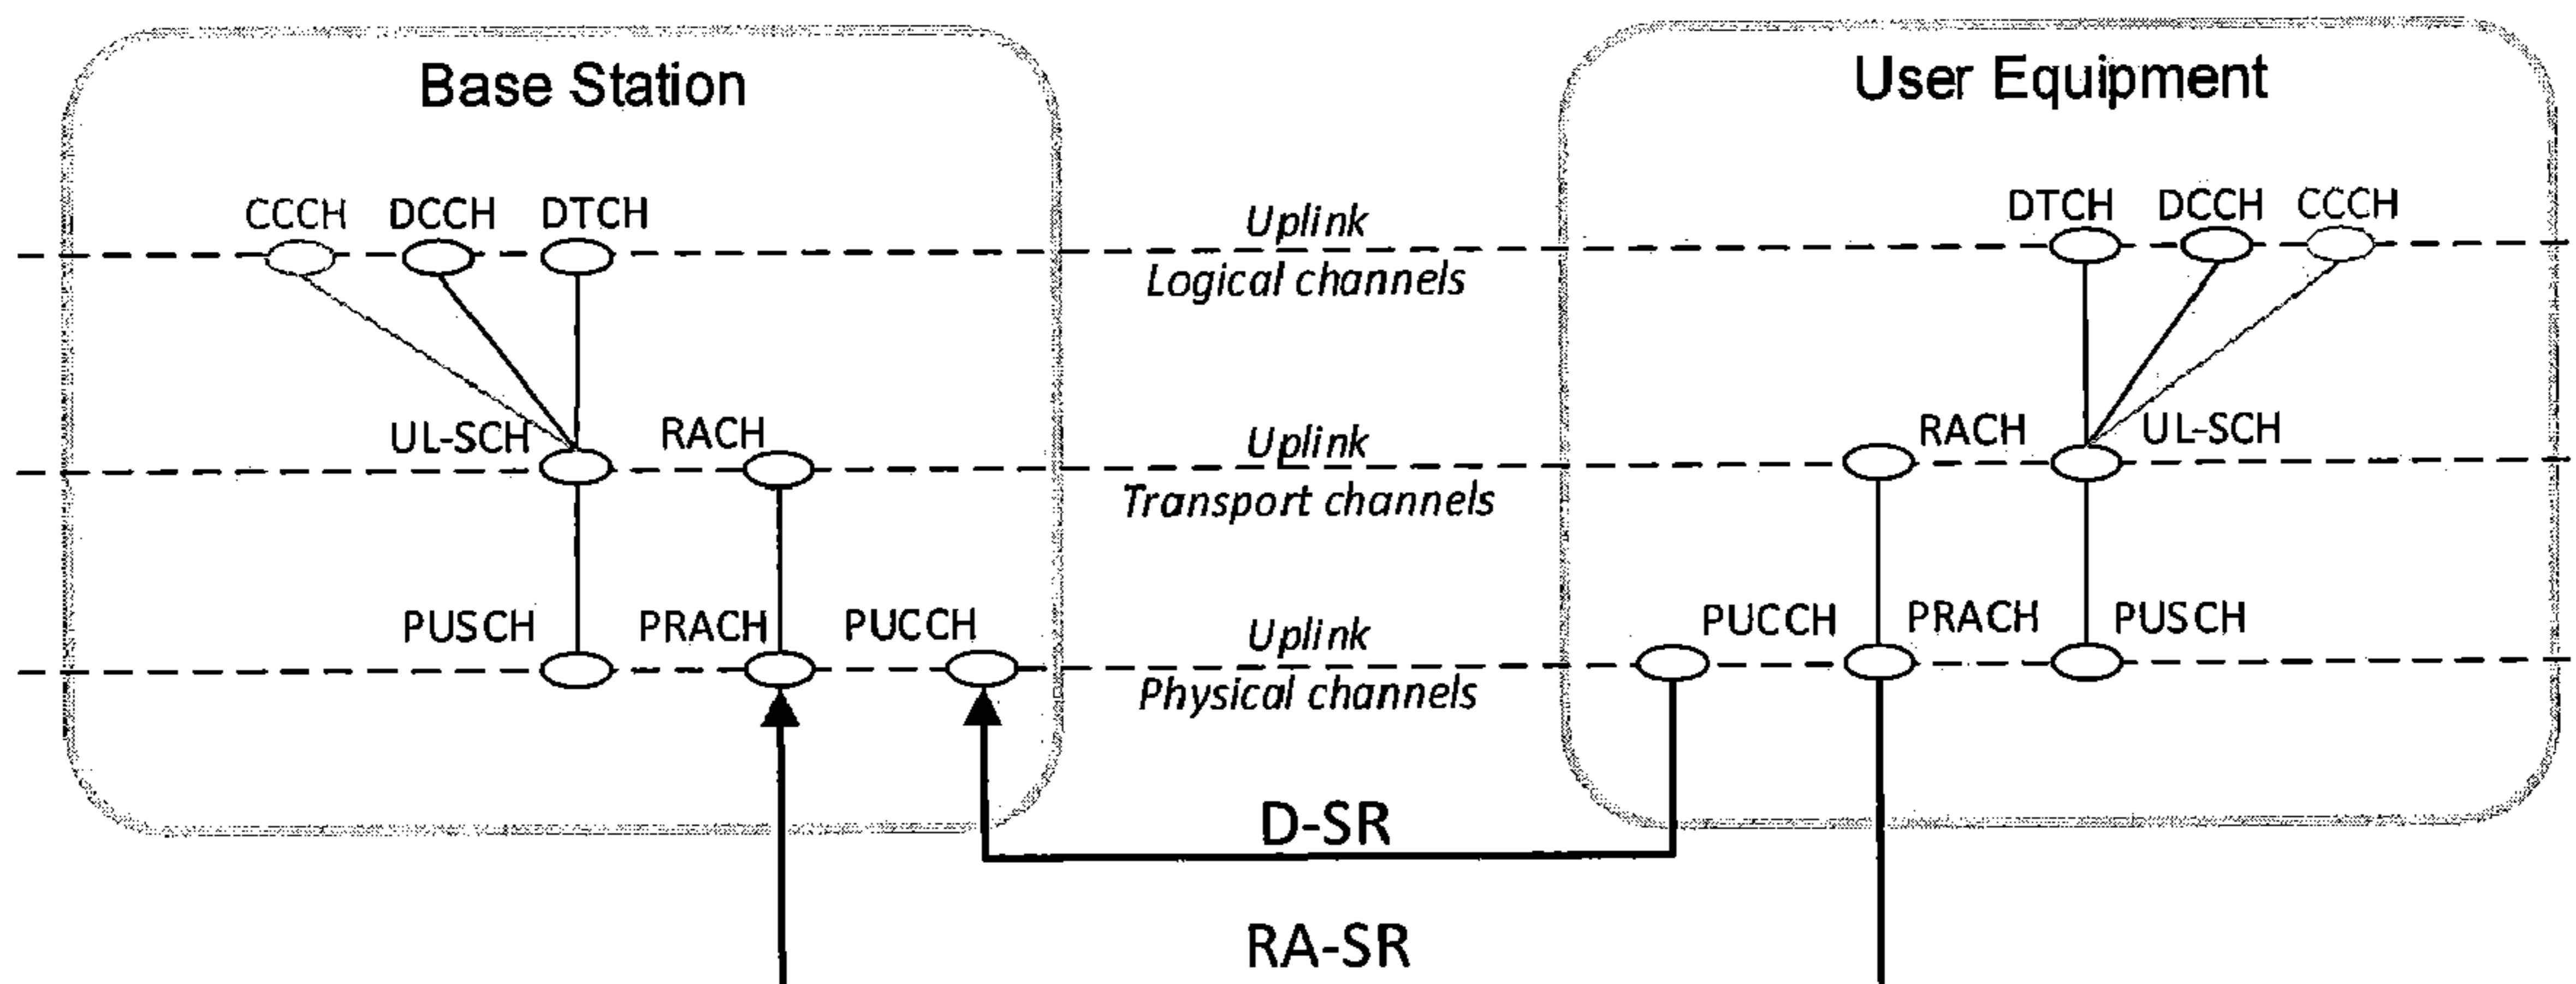 Base Station
User Equipment
CCCH DCCH DTCH
Uplink
Logical channels
DTCH DCCH CCCH
UL-SCH RACH
Uplink
Transport channels
RACH UL-SCH
PUSCH PRACH PUCCH
Uplink
Physical channels
PUCCH PRACH PUSCH
D-SR
RA-SR